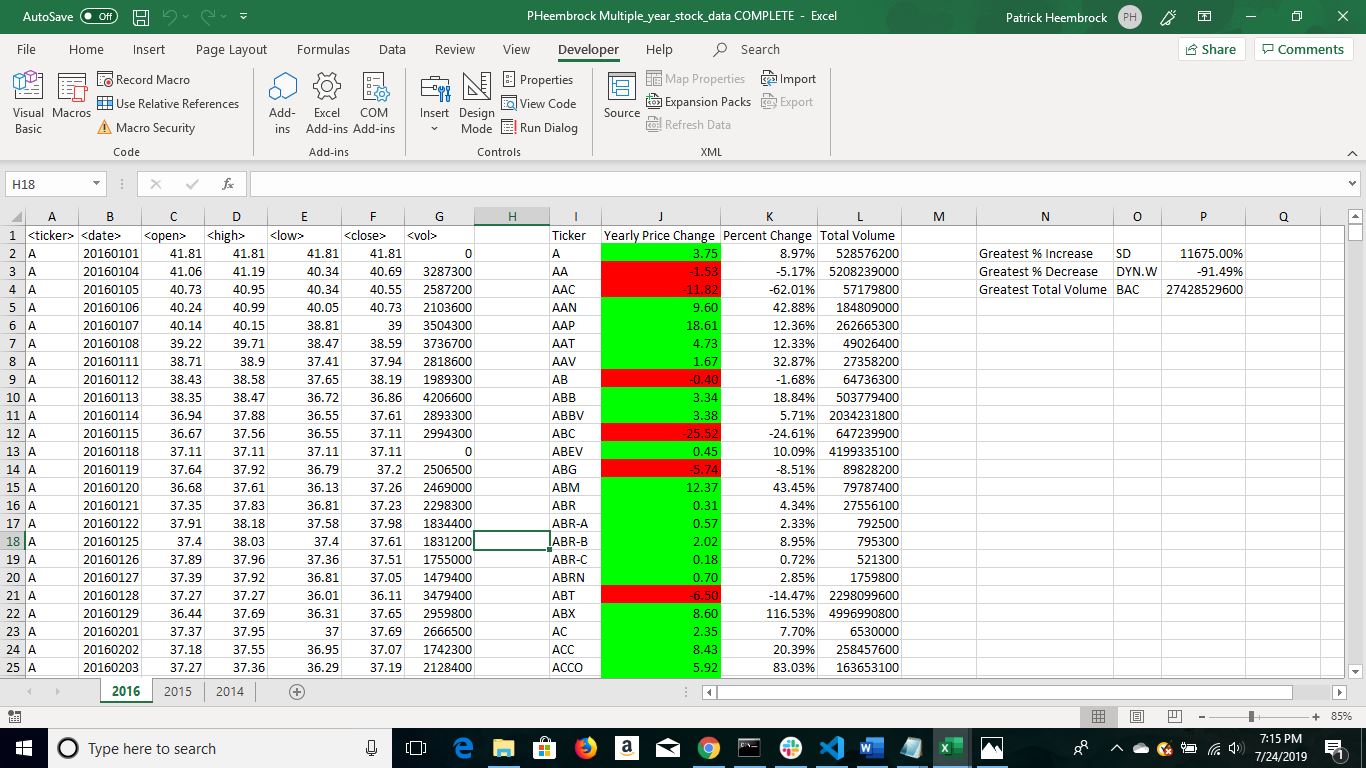 AutoSave Off PHeembrock Multiple_year_stock_data COMPLETE - Excel Patrick Heembrock PH
File Home Insert Page Layout Formulas Data Review View Developer Help Search Share Comments
Visual Basic Macros Record Macro Use Relative References Macro Security Code
Add-ins Excel Add-ins COM Add-ins Add-ins
Insert Design Mode Properties View Code Run Dialog Controls
Source Map Properties Expansion Packs Refresh Data Import Export XML
H18 fx
A B C D E F G H I J K L M N O P Q
1 <ticker> <date> <open> <high> <low> <close> <vol> Ticker Yearly Price Change Percent Change Total Volume
2 A 20160101 41.81 41.81 41.81 41.81 0 A 3.75 8.97% 528576200 Greatest % Increase SD 11675.00%
3 A 20160104 41.06 41.19 40.34 40.69 3287300 AA -1.53 -5.17% 5208239000 Greatest % Decrease DYN.W -91.49%
4 A 20160105 40.73 40.95 40.34 40.55 2587200 AAC -11.82 -62.01% 57179800 Greatest Total Volume BAC 27428529600
5 A 20160106 40.24 40.99 40.05 40.73 2103600 AAN 9.60 42.88% 184809000
6 A 20160107 40.14 40.15 38.81 39 3504300 AAP 18.61 12.36% 262665300
7 A 20160108 39.22 39.71 38.47 38.59 3736700 AAT 4.73 12.33% 49026400
8 A 20160111 38.71 38.9 37.41 37.94 2818600 AAV 1.67 32.87% 27358200
9 A 20160112 38.43 38.58 37.65 38.19 1989300 AB -0.40 -1.68% 64736300
10 A 20160113 38.35 38.47 36.72 36.86 4206600 ABB 3.34 18.84% 503779400
11 A 20160114 36.94 37.88 36.55 37.61 2893300 ABBV 3.38 5.71% 2034231800
12 A 20160115 36.67 37.56 36.55 37.11 2994300 ABC -25.52 -24.61% 647239900
13 A 20160118 37.11 37.11 37.11 37.11 0 ABEV 0.45 10.09% 4199335100
14 A 20160119 37.64 37.92 36.79 37.2 2506500 ABG -5.74 -8.51% 89828200
15 A 20160120 36.68 37.61 36.13 37.26 2469000 ABM 12.37 43.45% 79787400
16 A 20160121 37.35 37.83 36.81 37.23 2298300 ABR 0.31 4.34% 27556100
17 A 20160122 37.91 38.18 37.58 37.98 1834400 ABR-A 0.57 2.33% 792500
18 A 20160125 37.4 38.03 37.4 37.61 1831200 ABR-B 2.02 8.95% 795300
19 A 20160126 37.89 37.96 37.36 37.51 1755000 ABR-C 0.18 0.72% 521300
20 A 20160127 37.39 37.92 36.81 37.05 1479400 ABRN 0.70 2.85% 1759800
21 A 20160128 37.27 37.27 36.01 36.11 3479400 ABT -6.50 -14.47% 2298099600
22 A 20160129 36.44 37.69 36.31 37.65 2959800 ABX 8.60 116.53% 4996990800
23 A 20160201 37.37 37.95 37 37.69 2666500 AC 2.35 7.70% 6530000
24 A 20160202 37.18 37.55 36.95 37.07 1742300 ACC 8.43 20.39% 258457600
25 A 20160203 37.27 37.36 36.29 37.19 2128400 ACCO 5.92 83.03% 163653100
2016 2015 2014
85%
Type here to search
7:15 PM
7/24/2019
1